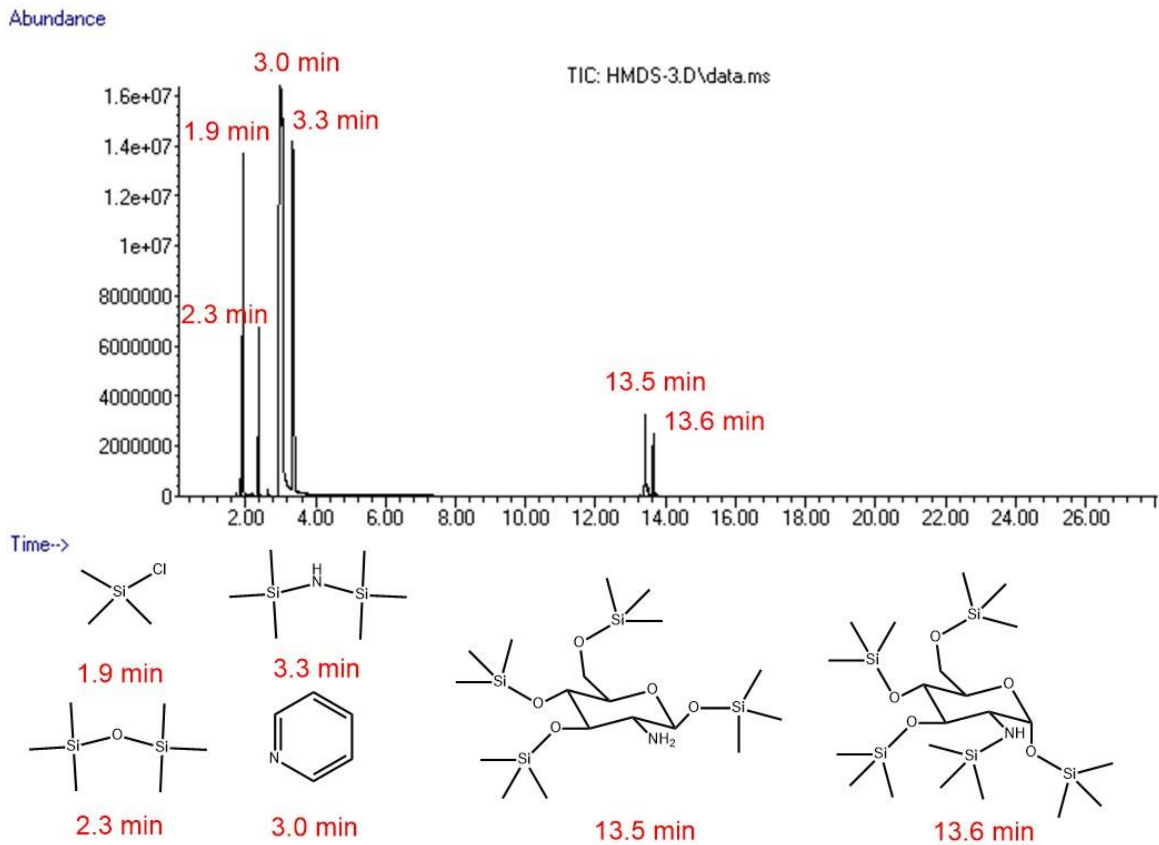 Abundance
3.0 min
TIC: HMDS-3.D\data.ms
1.6e+07
3.3 min
1.9 min
1.4e+07
1.2e+07
1e+07
8000000
2.3 min
6000000
13.5 min
4000000
13.6 min
2000000
0
2.00 4.00 6.00 8.00 10.00 12.00 14.00 16.00 18.00 20.00 22.00 24.00 26.00
Time-->
Si Cl
1.9 min
Si H N Si
3.3 min
Si O Si
2.3 min
N
3.0 min
Si
O
Si O O O Si
O NH2
Si
13.5 min
Si
O
Si
O O
O NH
Si Si O
Si
13.6 min